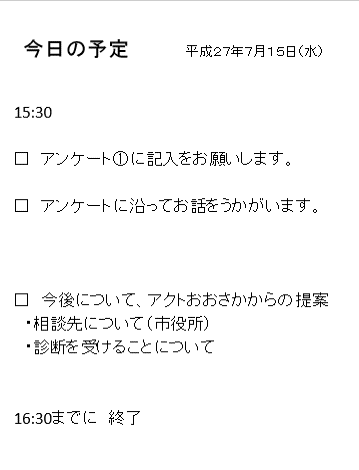 今日の予定　平成27年7月15日(水)
15:30
□　アンケート①に記入をお願いします。
□　アンケートに沿ってお話をうかがいます。
□　今後について、アクトおおさかからの提案
・相談先について(市役所)
・診断を受けることについて
16:30までに　終了